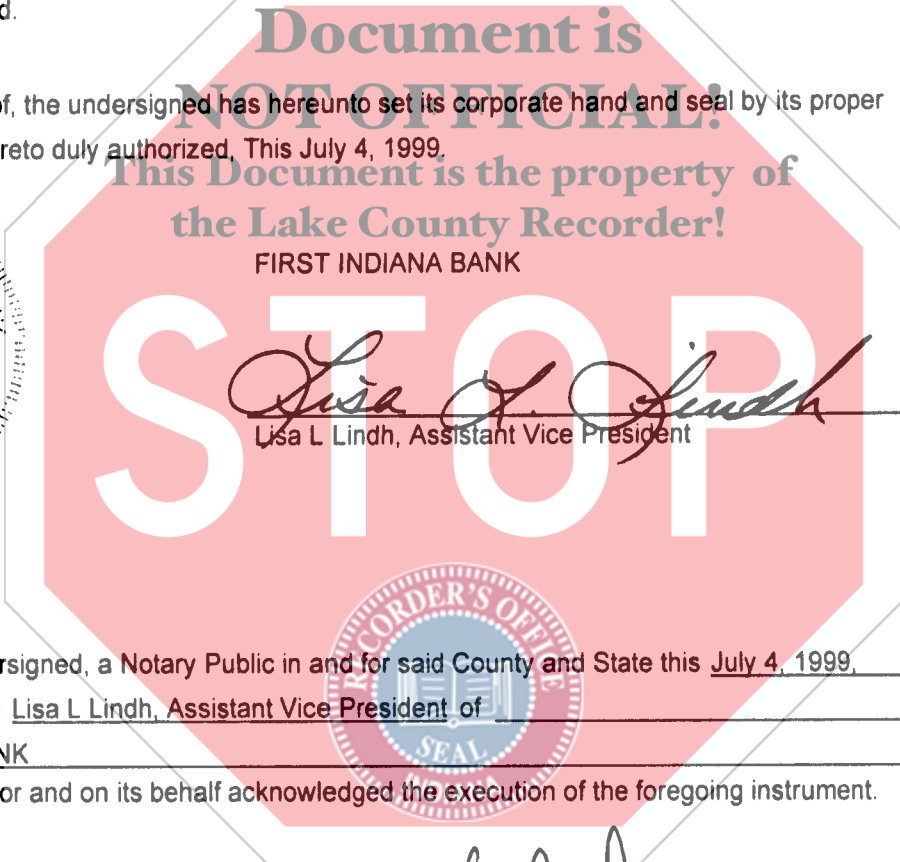 d.
Document is
NOT OFFICIAL!
of, the undersigned has hereunto set its corporate hand and seal by its proper
reto duly authorized, This July 4, 1999.
This Document is the property of
the Lake County Recorder!
FIRST INDIANA BANK
STOP
Lisa L. Lindh
Lisa L Lindh, Assistant Vice President
RECORDER'S OFFICE
rsigned, a Notary Public in and for said County and State this July 4, 1999,
Lisa L Lindh, Assistant Vice President of
SEAL
NK
INDIANA
or and on its behalf acknowledged the execution of the foregoing instrument.